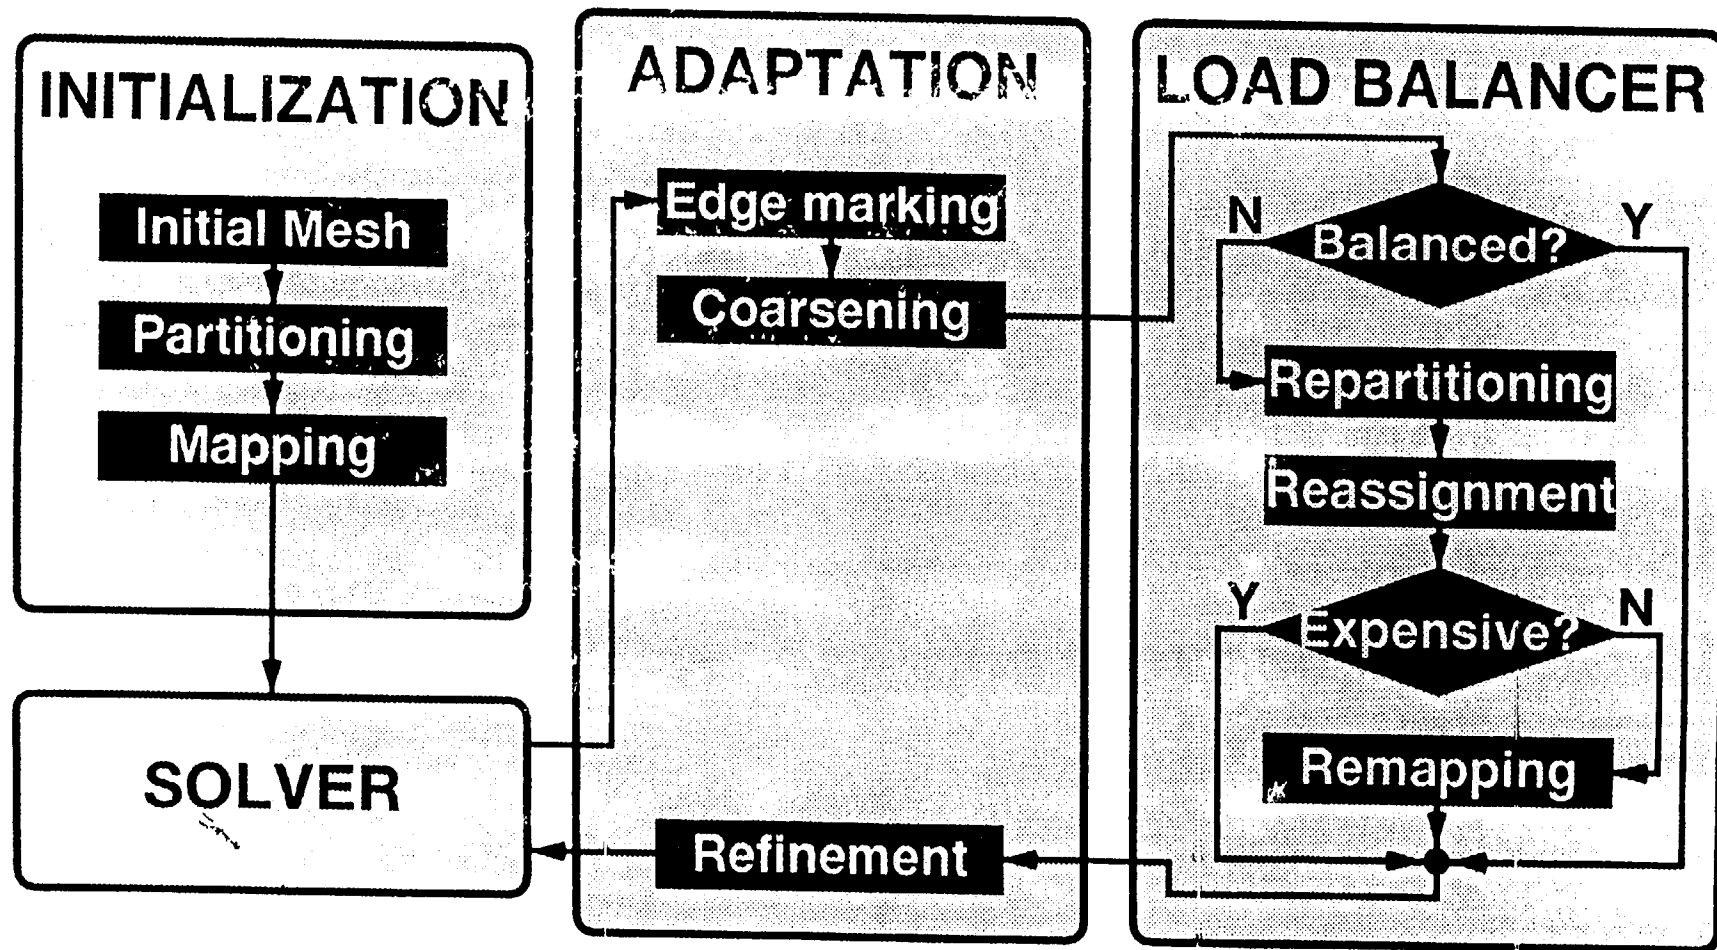 INITIALIZATION
Initial Mesh
Partitioning
Mapping
SOLVER
ADAPTATION
Edge marking
Coarsening
Refinement
LOAD BALANCER
Balanced?
N
Y
Repartitioning
Reassignment
Expensive?
Y
N
Remapping